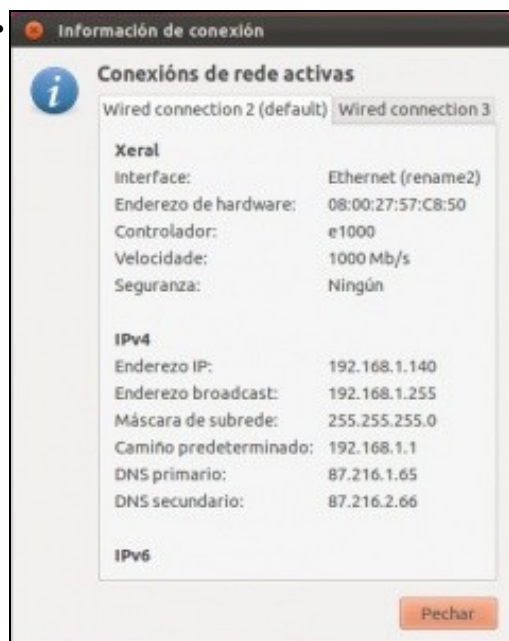 Información de conexión
Conexións de rede activas
Wired connection 2 (default) Wired connection 3
Xeral
Interface: Ethernet (rename2)
Enderezo de hardware: 08:00:27:57:C8:50
Controlador: e1000
Velocidade: 1000 Mb/s
Seguranza: Ningún
IPv4
Enderezo IP: 192.168.1.140
Enderezo broadcast: 192.168.1.255
Máscara de subrede: 255.255.255.0
Camiño predeterminado: 192.168.1.1
DNS primario: 87.216.1.65
DNS secundario: 87.216.2.66
IPv6
Pechar